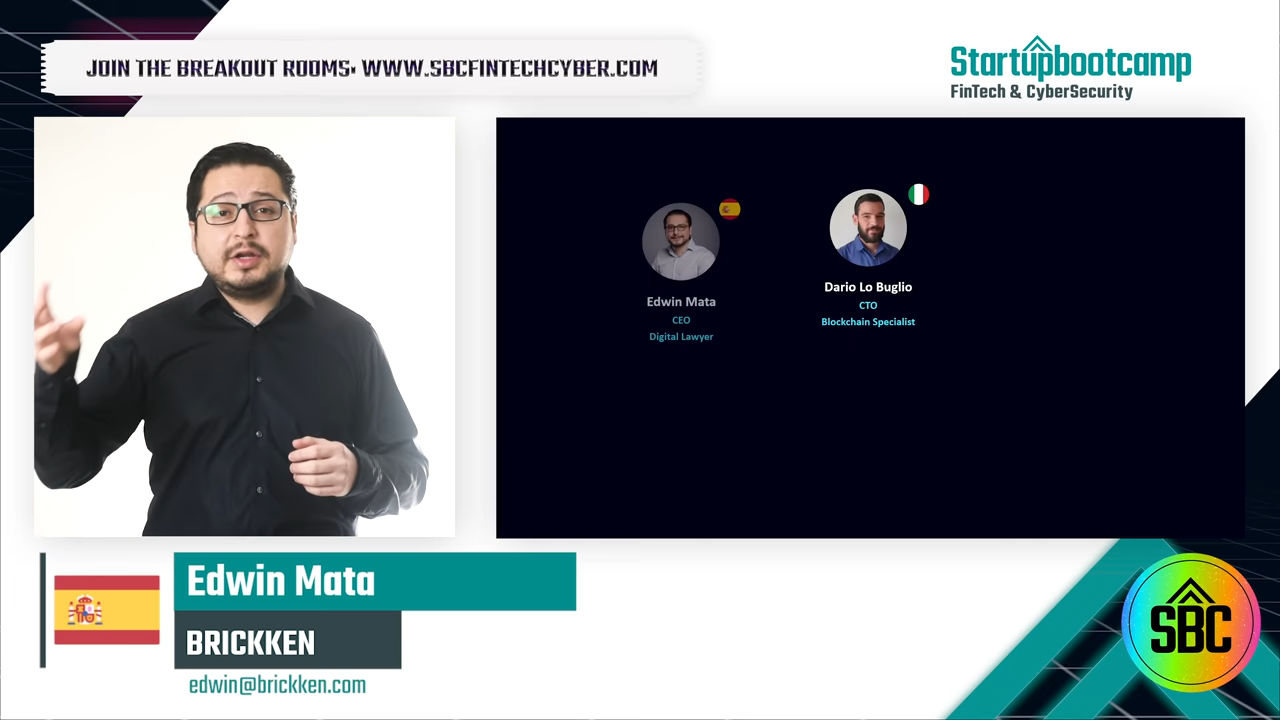 JOIN THE BREAKOUT ROOMS: WWW.SBCFINTECHCYBER.COM
Startupbootcamp
FinTech & CyberSecurity
Edwin Mata
CEO
Digital Lawyer
Dario Lo Buglio
CTO
Blockchain Specialist
Edwin Mata
BRICKKEN
edwin@brickken.com
SBC